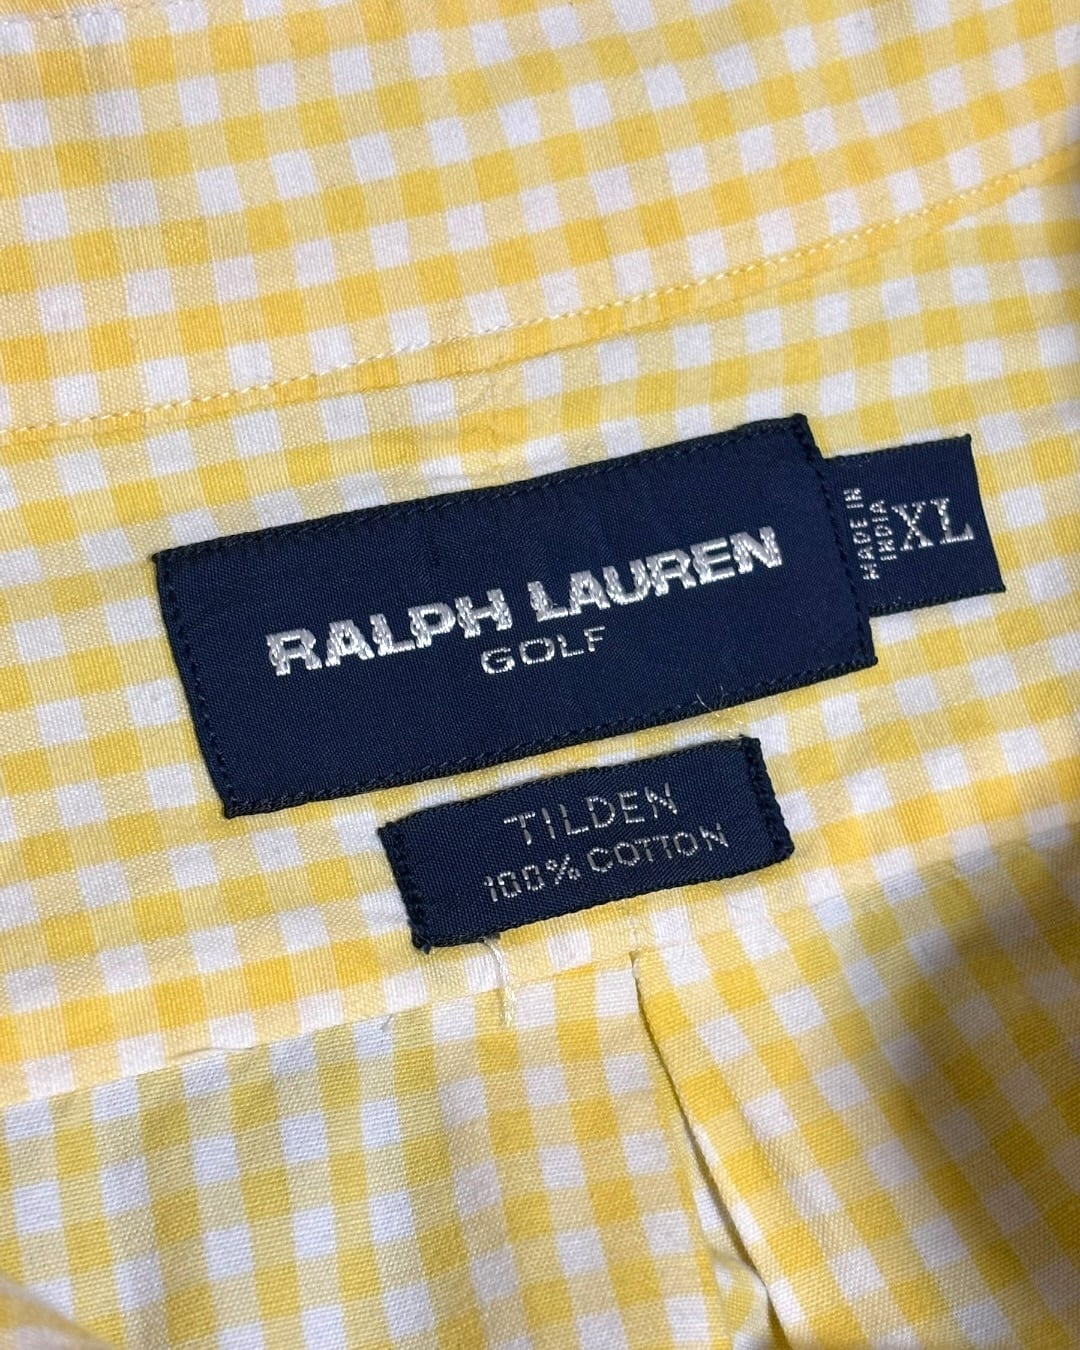 RALPH LAUREN
GOLF
MADE IN
INDIA
XL
TILDEN
100% COTTON